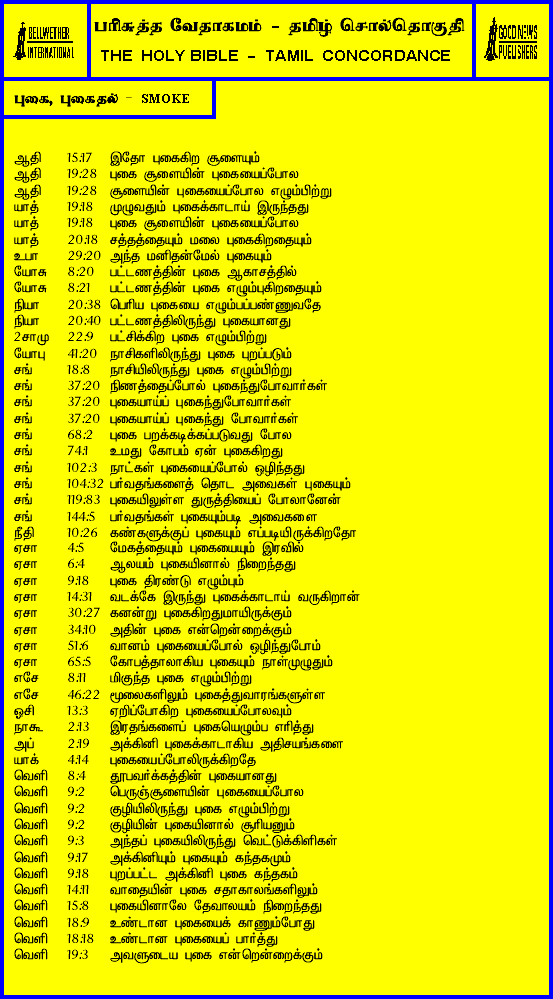 BELLWETHER
INTERNATIONAL
பரிசுத்த வேதாகமம் - தமிழ் சொல்தொகுதி
THE HOLY BIBLE - TAMIL CONCORDANCE
GOOD NEWS
PUBLISHERS
புகை, புகைதல் - SMOKE
ஆதி 15:17 இதோ புகைகிற சூளையும்
ஆதி 19:28 புகை சூளையின் புகையைப்போல
ஆதி 19:28 சூளையின் புகையைப்போல எழும்பிற்று
யாத் 19:18 முழுவதும் புகைக்காடாய் இருந்தது
யாத் 19:18 புகை சூளையின் புகையைப்போல
யாத் 20:18 சத்தத்தையும் மலை புகைகிறதையும்
உபா 29:20 அந்த மனிதன்மேல் புகையும்
யோசு 8:20 பட்டணத்தின் புகை ஆகாசத்தில்
யோசு 8:21 பட்டணத்தின் புகை எழும்புகிறதையும்
நியா 20:38 பெரிய புகையை எழும்பப்பண்ணுவதே
நியா 20:40 பட்டணத்திலிருந்து புகையானது
2சாமு 22:9 பட்சிக்கிற புகை எழும்பிற்று
யோபு 41:20 நாசிகளிலிருந்து புகை புறப்படும்
சங் 18:8 நாசியிலிருந்து புகை எழும்பிற்று
சங் 37:20 நிணத்தைப்போல் புகைந்துபோவார்கள்
சங் 37:20 புகையாய்ப் புகைந்துபோவார்கள்
சங் 37:20 புகையாய்ப் புகைந்து போவார்கள்
சங் 68:2 புகை பறக்கடிக்கப்படுவது போல
சங் 74:1 உமது கோபம் ஏன் புகைகிறது
சங் 102:3 நாட்கள் புகையைப்போல் ஒழிந்தது
சங் 104:32 பர்வதங்களைத் தொட அவைகள் புகையும்
சங் 119:83 புகையிலுள்ள துருத்தியைப் போலானேன்
சங் 144:5 பர்வதங்கள் புகையும்படி அவைகளை
நீதி 10:26 கண்களுக்குப் புகையும் எப்படியிருக்கிறதோ
ஏசா 4:5 மேகத்தையும் புகையையும் இரவில்
ஏசா 6:4 ஆலயம் புகையினால் நிறைந்தது
ஏசா 9:18 புகை திரண்டு எழும்பும்
ஏசா 14:31 வடக்கே இருந்து புகைக்காடாய் வருகிறான்
ஏசா 30:27 கனன்று புகைகிறதுமாயிருக்கும்
ஏசா 34:10 அதின் புகை என்றென்றைக்கும்
ஏசா 51:6 வானம் புகையைப்போல் ஒழிந்துபோம்
ஏசா 65:5 கோபத்தாலாகிய புகையும் நாள்முழுதும்
எசே 8:11 மிகுந்த புகை எழும்பிற்று
எசே 46:22 மூலைகளிலும் புகைத்துவாரங்களுள்ள
ஓசி 13:3 ஏறிப்போகிற புகையைப்போலவும்
நாகூ 2:13 இரதங்களைப் புகையெழும்ப எரித்து
அப் 2:19 அக்கினி புகைக்காடாகிய அதிசயங்களை
யாக் 4:14 புகையைப்போலிருக்கிறதே
வெளி 8:4 தூபவர்க்கத்தின் புகையானது
வெளி 9:2 பெருஞ்சூளையின் புகையைப்போல
வெளி 9:2 குழியிலிருந்து புகை எழும்பிற்று
வெளி 9:2 குழியின் புகையினால் சூரியனும்
வெளி 9:3 அந்தப் புகையிலிருந்து வெட்டுக்கிளிகள்
வெளி 9:17 அக்கினியும் புகையும் கந்தகமும்
வெளி 9:18 புறப்பட்ட அக்கினி புகை கந்தகம்
வெளி 14:11 வாதையின் புகை சதாகாலங்களிலும்
வெளி 15:8 புகையினாலே தேவாலயம் நிறைந்தது
வெளி 18:9 உண்டான புகையைக் காணும்போது
வெளி 18:18 உண்டான புகையைப் பார்த்து
வெளி 19:3 அவளுடைய புகை என்றென்றைக்கும்